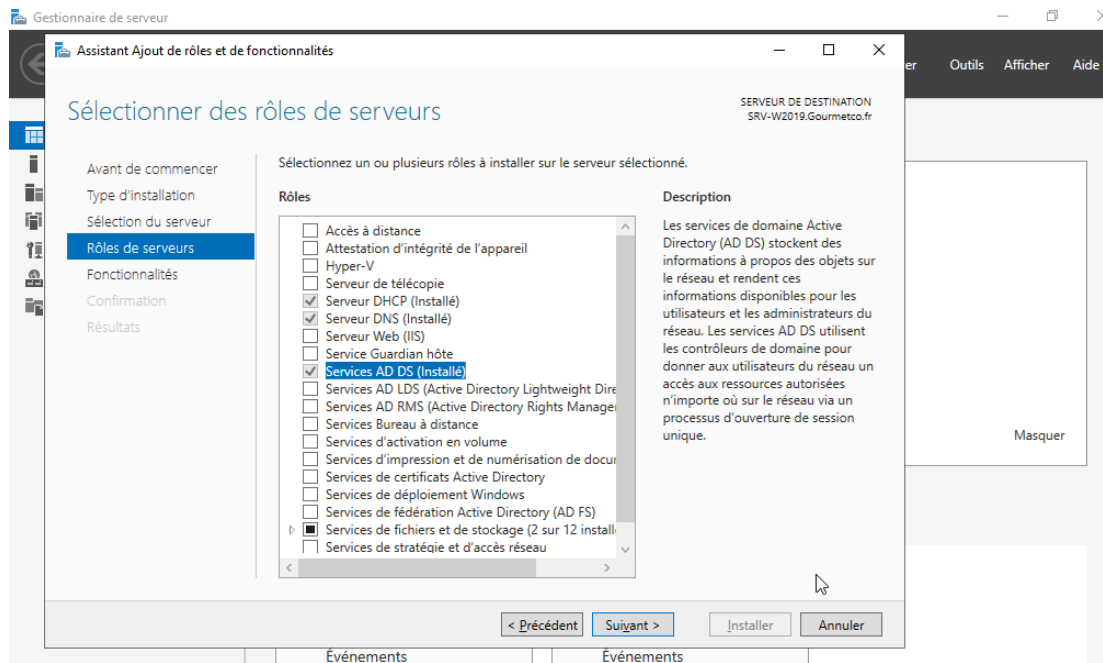 Gestionnaire de serveur
Assistant Ajout de rôles et de fonctionnalités
Outils Afficher Aide
Sélectionner des rôles de serveurs
SERVEUR DE DESTINATION
SRV-W2019.Gourmetco.fr
Avant de commencer
Type d'installation
Sélection du serveur
Rôles de serveurs
Fonctionnalités
Confirmation
Résultats
Sélectionnez un ou plusieurs rôles à installer sur le serveur sélectionné.
Rôles
Accès à distance
Attestation d'intégrité de l'appareil
Hyper-V
Serveur de télécopie
Serveur DHCP (Installé)
Serveur DNS (Installé)
Serveur Web (IIS)
Service Guardian hôte
Services AD DS (Installé)
Services AD LDS (Active Directory Lightweight Dire
Services AD RMS (Active Directory Rights Manage
Services Bureau à distance
Services d'activation en volume
Services d'impression et de numérisation de docu
Services de certificats Active Directory
Services de déploiement Windows
Services de fédération Active Directory (AD FS)
Services de fichiers et de stockage (2 sur 12 install
Services de stratégie et d'accès réseau
Description
Les services de domaine Active
Directory (AD DS) stockent des
informations à propos des objets sur
le réseau et rendent ces
informations disponibles pour les
utilisateurs et les administrateurs du
réseau. Les services AD DS utilisent
les contrôleurs de domaine pour
donner aux utilisateurs du réseau un
accès aux ressources autorisées
n'importe où sur le réseau via un
processus d'ouverture de session
unique.
Masquer
< Précédent
Suivant >
Installer
Annuler
Événements
Événements